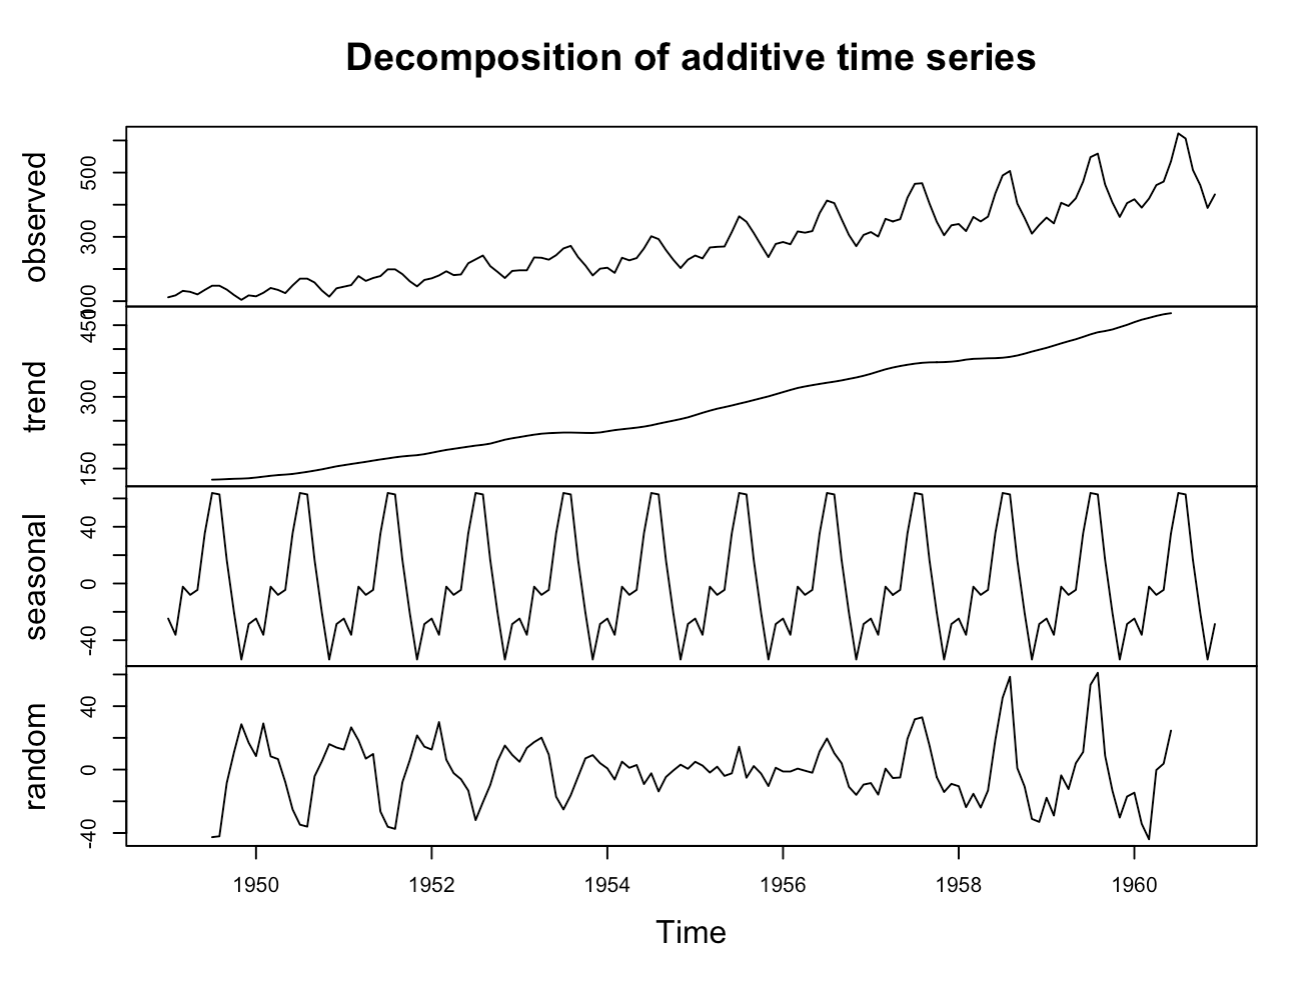 Decomposition of additive time series
observed
500
300
100
trend
450
300
150
seasonal
40
0
-40
random
40
0
-40
1950 1952 1954 1956 1958 1960
Time